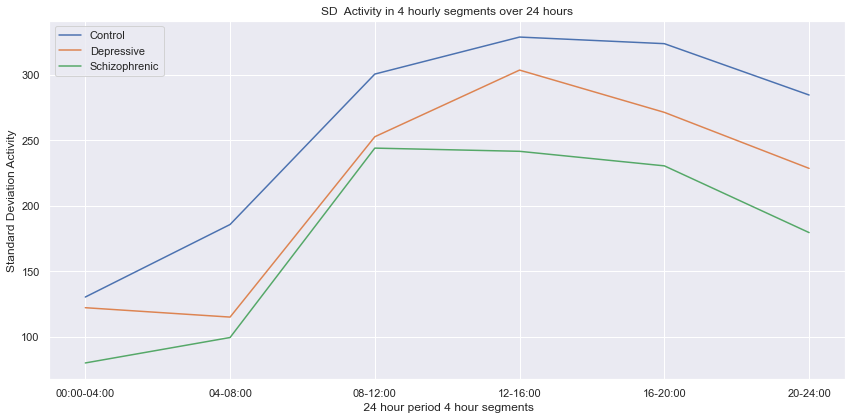 SD  Activity in 4 hourly segments over 24 hours
Control
Depressive
Schizophrenic
Standard Deviation Activity
300
250
200
150
100
00:00-04:00 04-08:00 08-12:00 12-16:00 16-20:00 20-24:00
24 hour period 4 hour segments